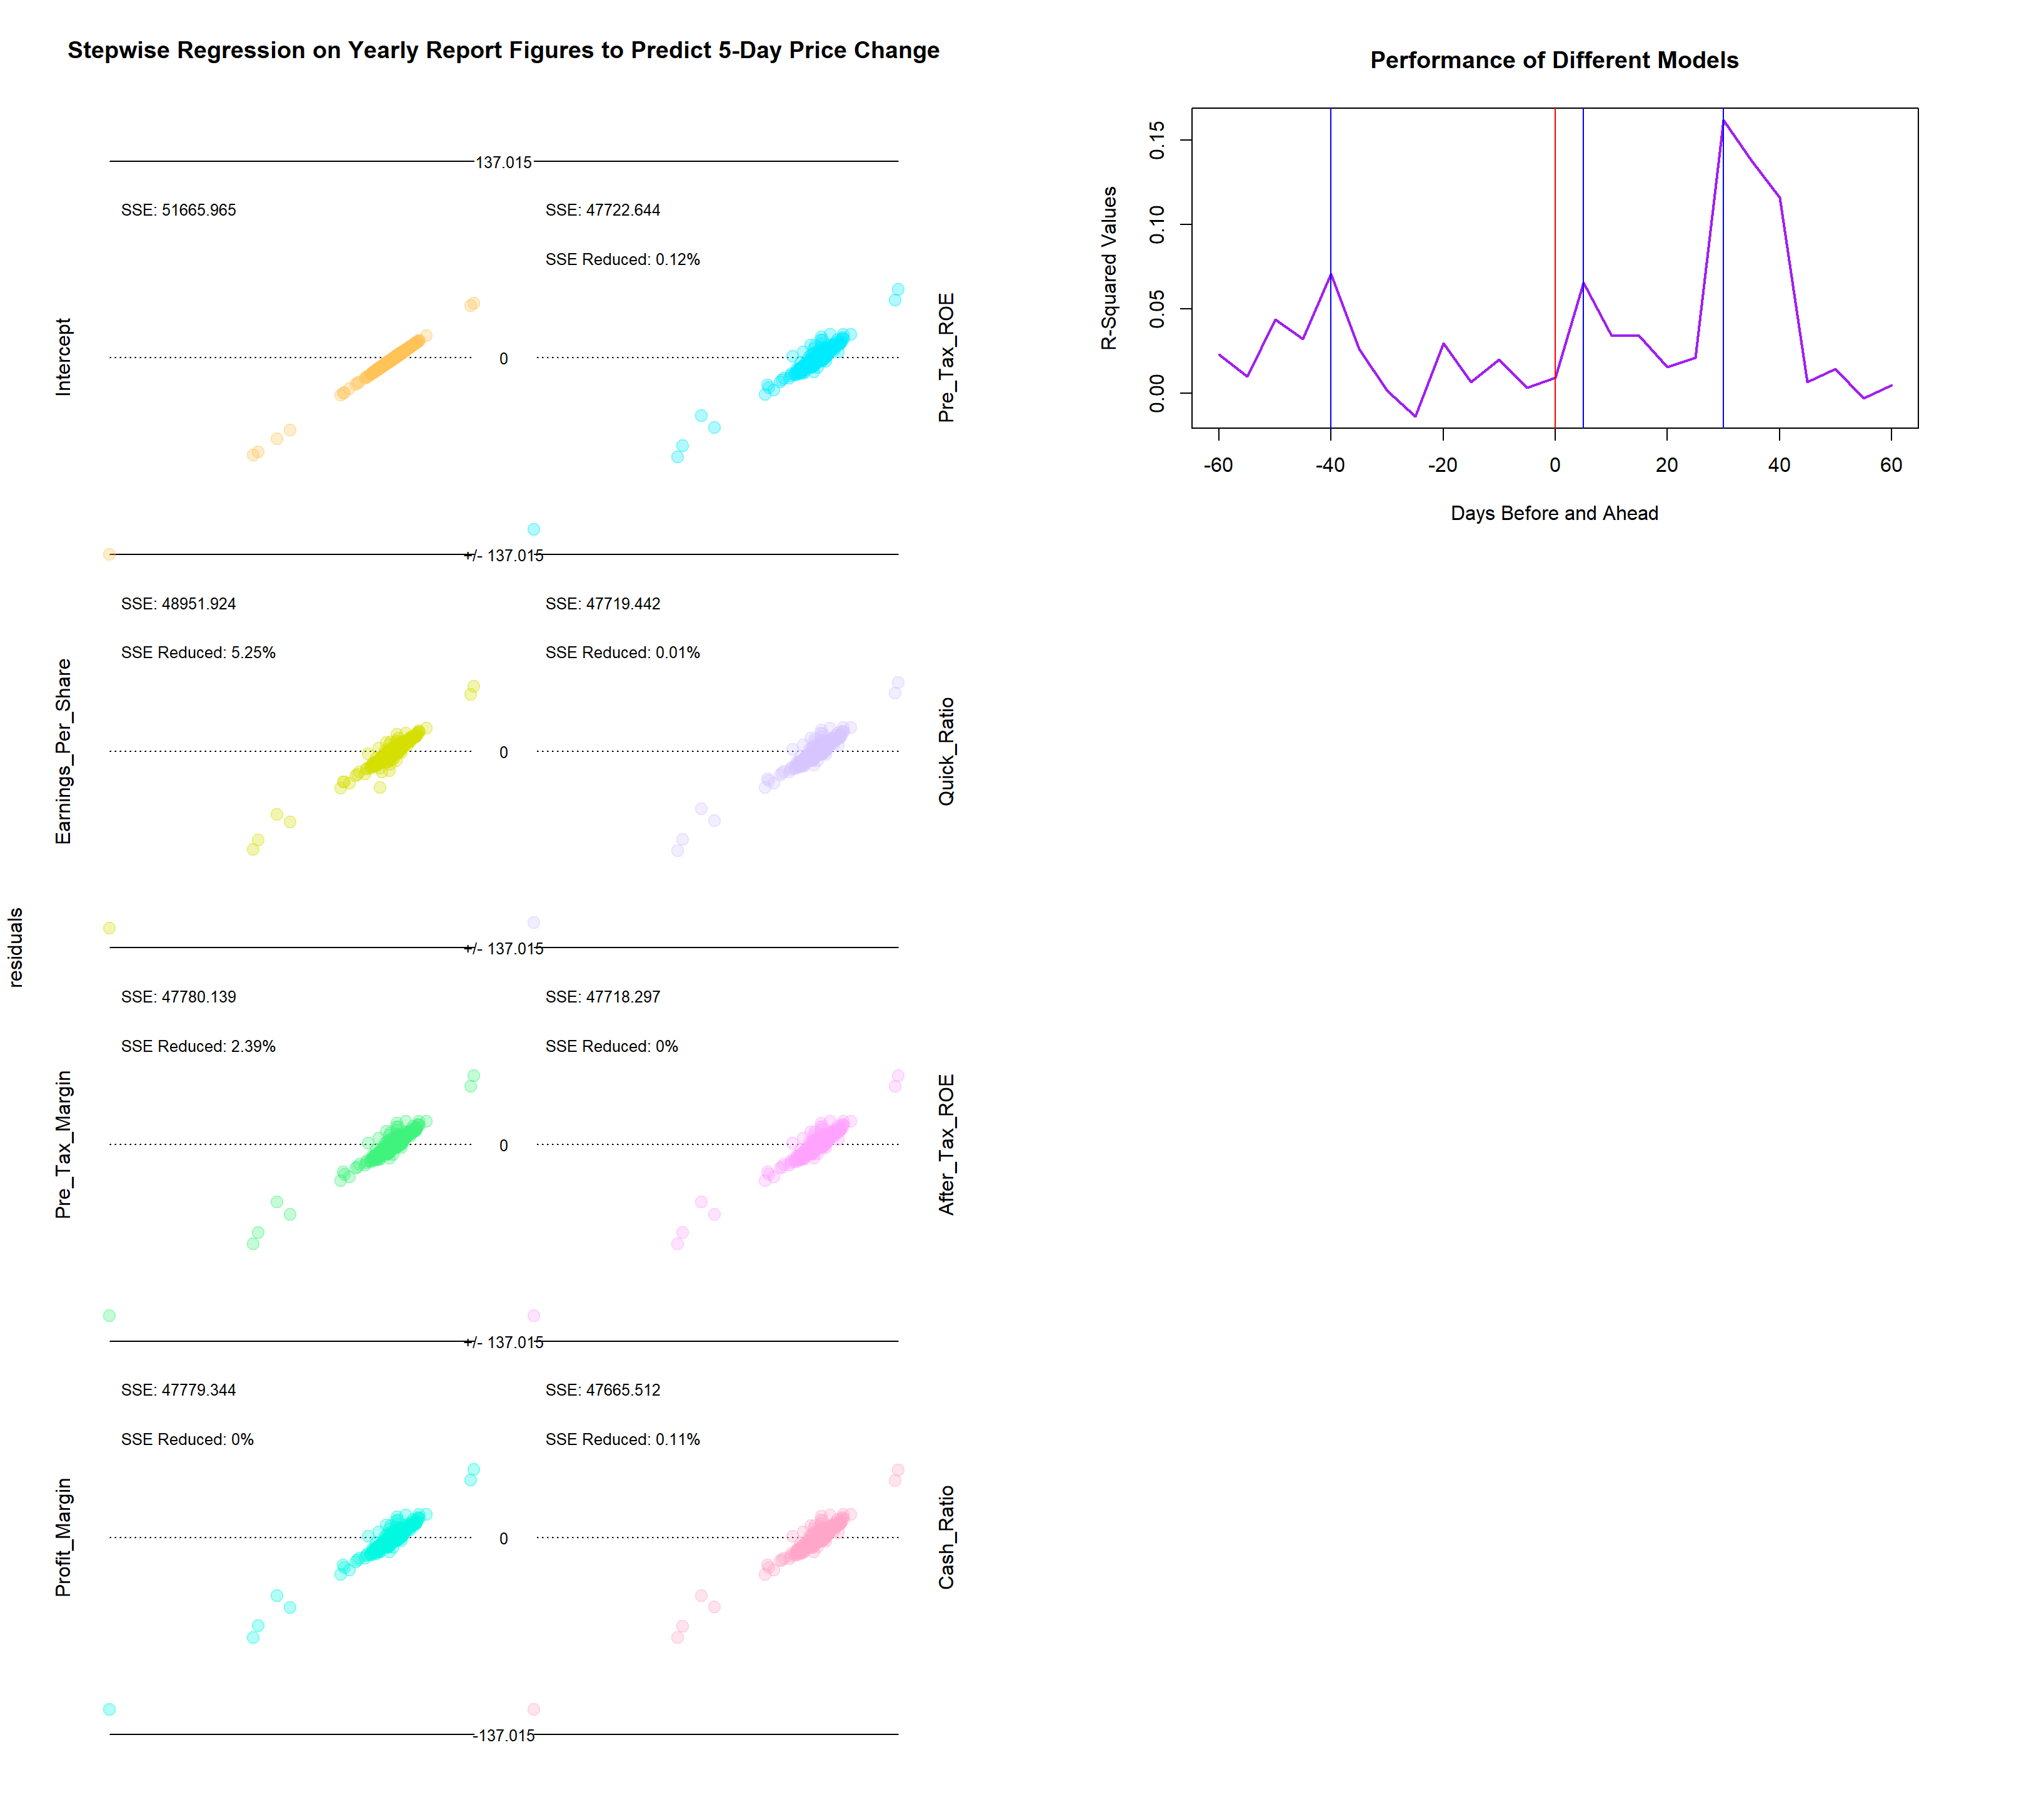 Stepwise Regression on Yearly Report Figures to Predict 5-Day Price Change
137.015
SSE: 51665.965
Intercept
0
SSE: 47722.644
SSE Reduced: 0.12%
Pre_Tax_ROE
+/- 137.015
SSE: 48951.924
SSE Reduced: 5.25%
Earnings_Per_Share
0
SSE: 47719.442
SSE Reduced: 0.01%
Quick_Ratio
residuals
+/- 137.015
SSE: 47780.139
SSE Reduced: 2.39%
Pre_Tax_Margin
0
SSE: 47718.297
SSE Reduced: 0%
After_Tax_ROE
+/- 137.015
SSE: 47779.344
SSE Reduced: 0%
Profit_Margin
0
SSE: 47665.512
SSE Reduced: 0.11%
Cash_Ratio
-137.015
Performance of Different Models
R-Squared Values
0.15
0.10
0.05
0.00
-60 -40 -20 0 20 40 60
Days Before and Ahead